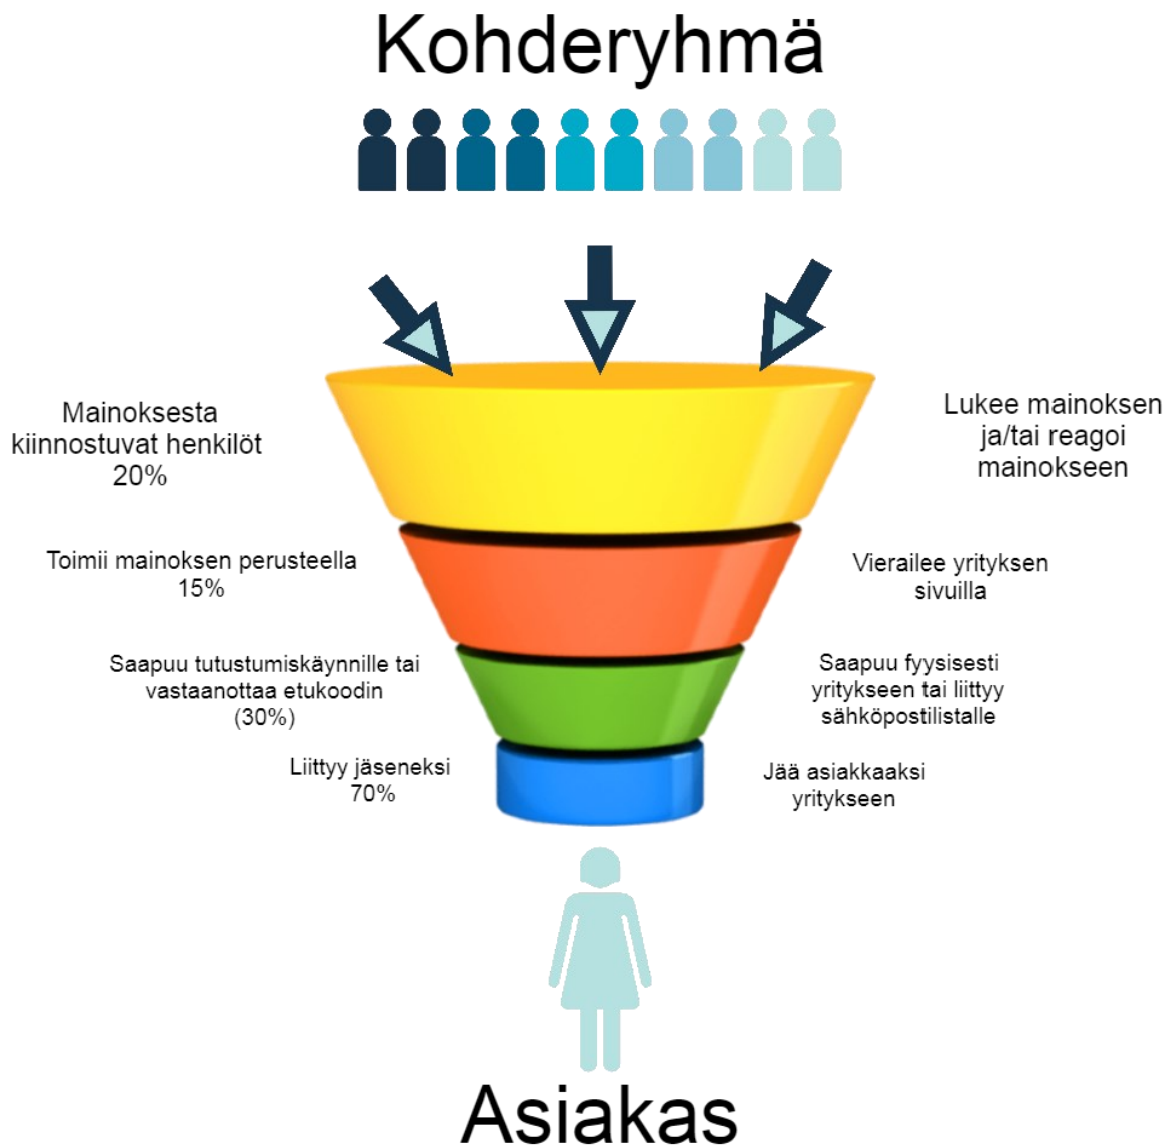 Kohderyhmä
Mainoksesta
kiinnostuvat henkilöt
20%
Lukee mainoksen
ja/tai reagoi
mainokseen
Toimii mainoksen perusteella
15%
Vierailee yrityksen
sivuilla
Saapuu tutustumiskäynnille tai
vastaanottaa etukoodin
(30%)
Saapuu fyysisesti
yritykseen tai liittyy
sähköpostilistalle
Liittyy jäseneksi
70%
Jää asiakkaaksi
yritykseen
Asiakas